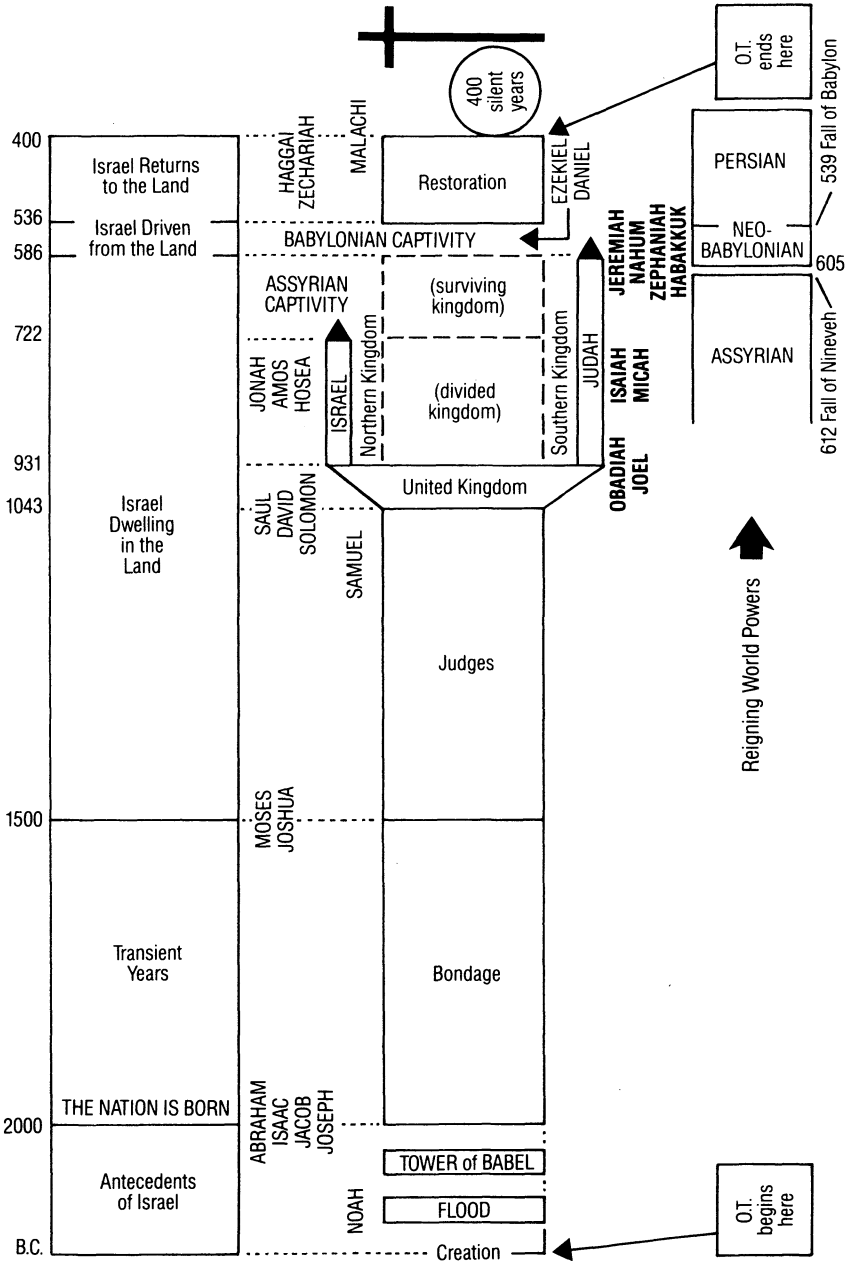 O.T.
ends
here
400
silent
years
539 Fall of Babylon
400
Israel Returns
to the Land
HAGGAI
ZECHARIAH
MALACHI
Restoration
EZEKIEL
DANIEL
PERSIAN
536
Israel Driven
from the Land
BABYLONIAN CAPTIVITY
NEO-
BABYLONIAN
586
605
JEREMIAH
NAHUM
ZEPHANIAH
HABAKKUK
ASSYRIAN
CAPTIVITY
(surviving
kingdom)
722
JONAH
AMOS
HOSEA
ISRAEL
Northern Kingdom
(divided
kingdom)
Southern Kingdom
JUDAH
ISAIAH
MICAH
ASSYRIAN
612 Fall of Nineveh
931
United Kingdom
OBADIAH
JOEL
1043
Israel
Dwelling
in the
Land
SAUL
DAVID
SOLOMON
SAMUEL
Judges
Reigning World Powers
1500
MOSES
JOSHUA
Transient
Years
Bondage
THE NATION IS BORN
2000
ABRAHAM
ISAAC
JACOB
JOSEPH
TOWER of BABEL
Antecedents
of Israel
NOAH
FLOOD
O.T.
begins
here
B.C.
Creation